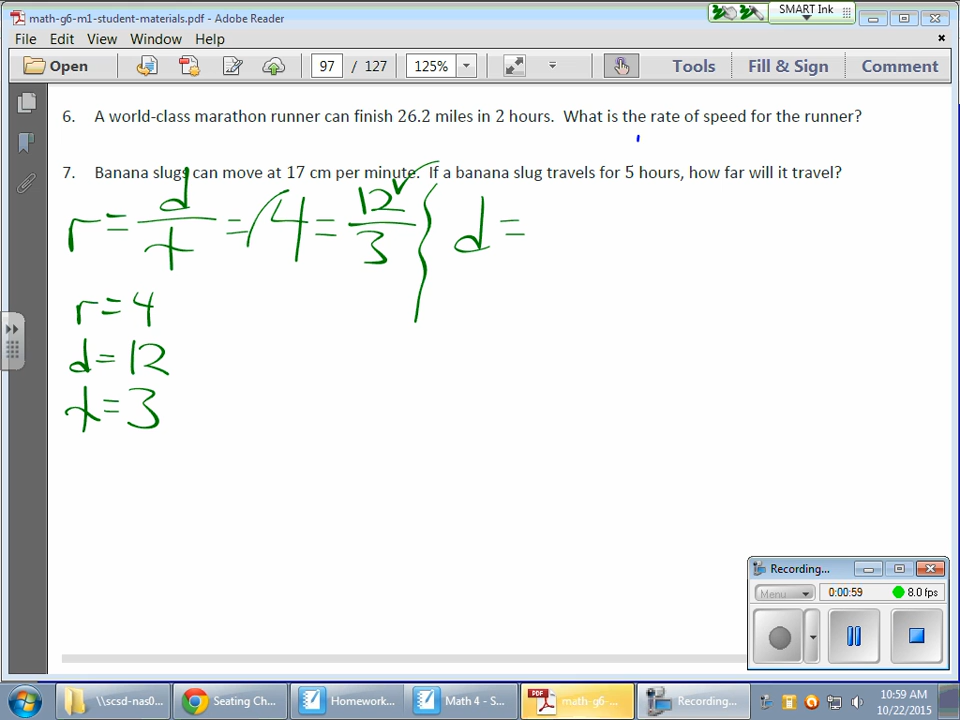 math-g6-m1-student-materials.pdf - Adobe Reader
SMART Ink
File Edit View Window Help
Open 97 / 127 125% Tools Fill & Sign Comment
6. A world-class marathon runner can finish 26.2 miles in 2 hours. What is the rate of speed for the runner?
7. Banana slugs can move at 17 cm per minute. If a banana slug travels for 5 hours, how far will it travel?
r = d/t = 4 = 12/3 d =
r = 4
d = 12
t = 3
Recording...
Menu 0:00:59 8.0 fps
\\scsd-nas0... Seating Ch... Homework... Math 4 - S... math-g6-... Recording... 10:59 AM
10/22/2015